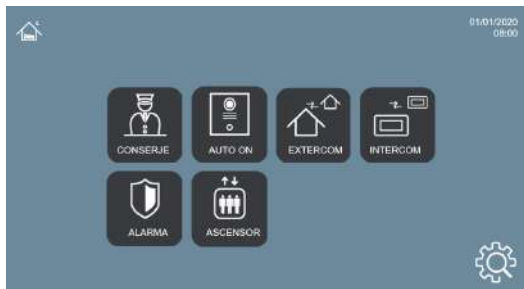 01/01/2020
08:00
CONSERJE
AUTO ON
EXTERCOM
INTERCOM
ALARMA
ASCENSOR